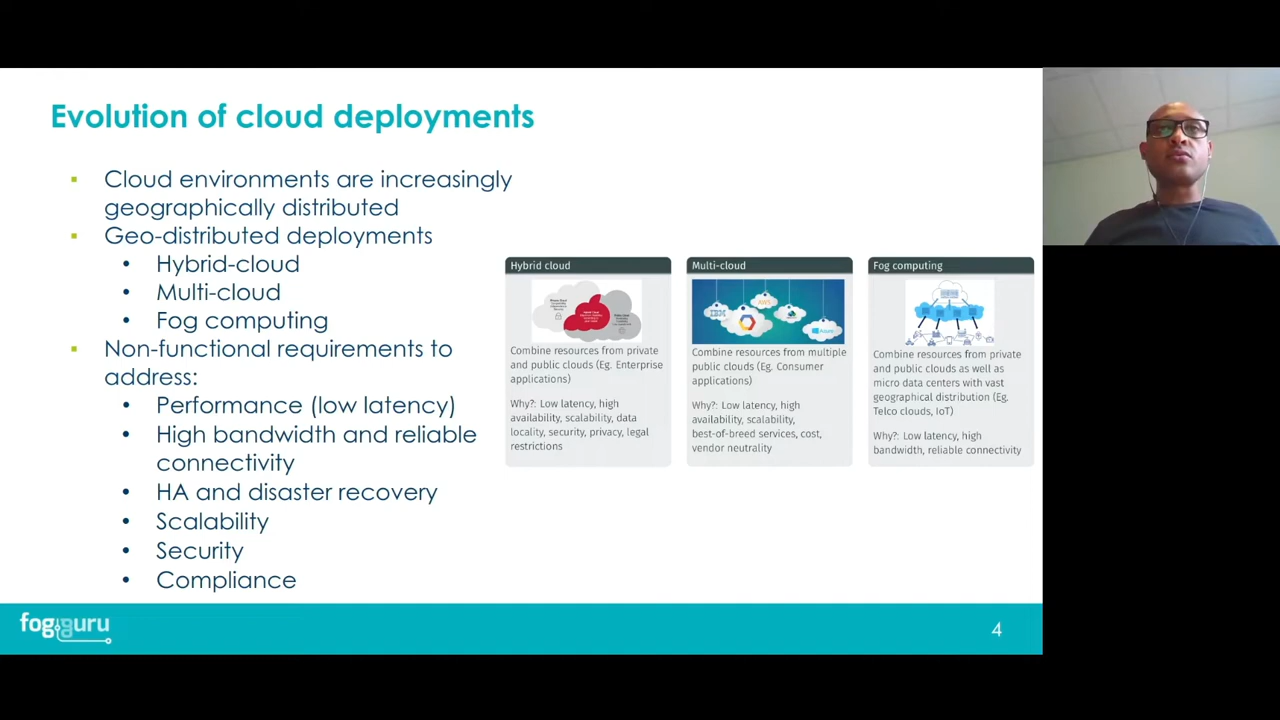 Evolution of cloud deployments
▪ Cloud environments are increasingly
geographically distributed
▪ Geo-distributed deployments
• Hybrid-cloud
• Multi-cloud
• Fog computing
▪ Non-functional requirements to
address:
• Performance (low latency)
• High bandwidth and reliable
connectivity
• HA and disaster recovery
• Scalability
• Security
• Compliance
Hybrid cloud
Combine resources from private
and public clouds (Eg. Enterprise
applications)
Why?: Low latency, high
availability, scalability, data
locality, security, privacy, legal
restrictions
Multi-cloud
IBM
AWS
Azure
Combine resources from multiple
public clouds (Eg. Consumer
applications)
Why?: Low latency, high
availability, scalability,
best-of-breed services, cost,
vendor neutrality
Fog computing
Combine resources from private
and public clouds as well as
micro data centers with vast
geographical distribution (Eg.
Telco clouds, IoT)
Why?: Low latency, high
bandwidth, reliable connectivity
fogguru
4